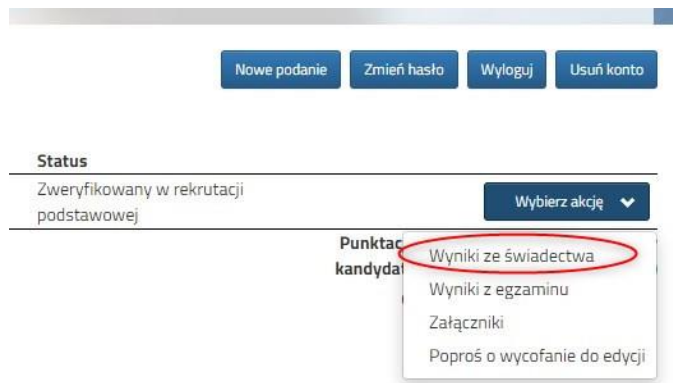 Nowe podanie Zmień hasło Wyloguj Usuń konto
Status
Zweryfikowany w rekrutacji
podstawowej
Wybierz akcję
Wyniki ze świadectwa
Wyniki z egzaminu
Załączniki
Poproś o wycofanie do edycji